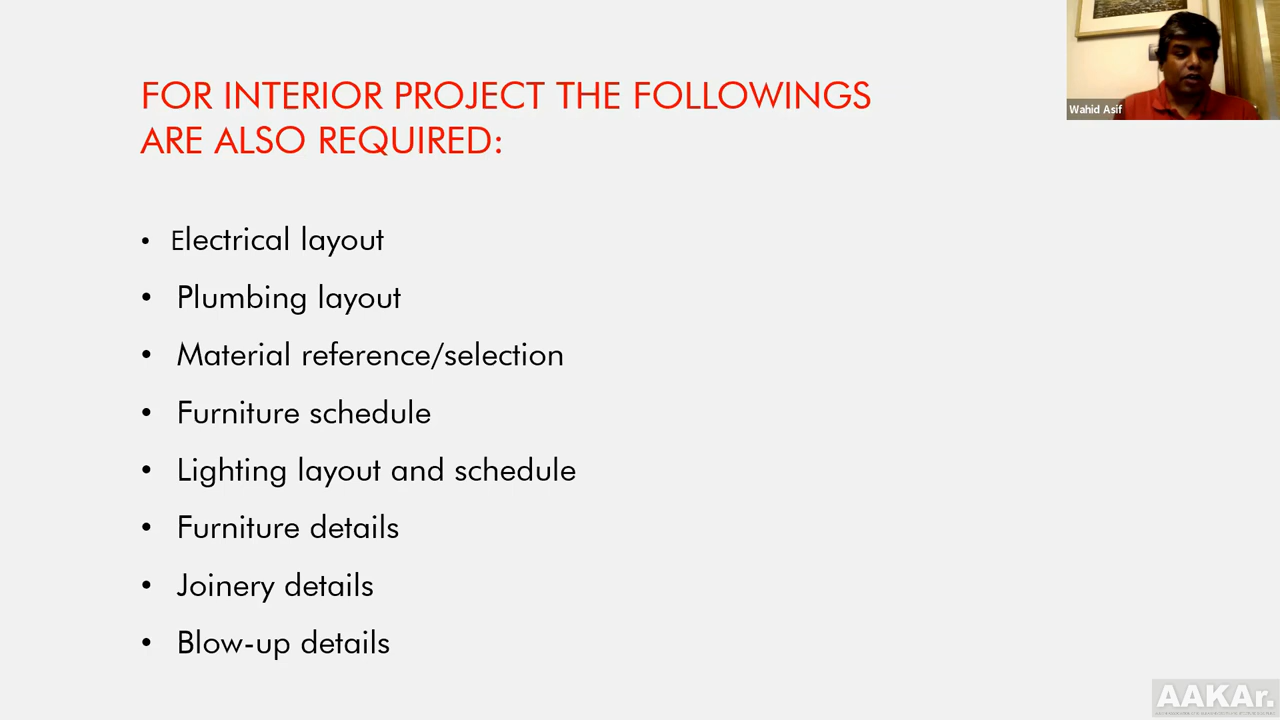 FOR INTERIOR PROJECT THE FOLLOWINGS
ARE ALSO REQUIRED:
• Electrical layout
• Plumbing layout
• Material reference/selection
• Furniture schedule
• Lighting layout and schedule
• Furniture details
• Joinery details
• Blow-up details
Wahid Asif
AAKAr.